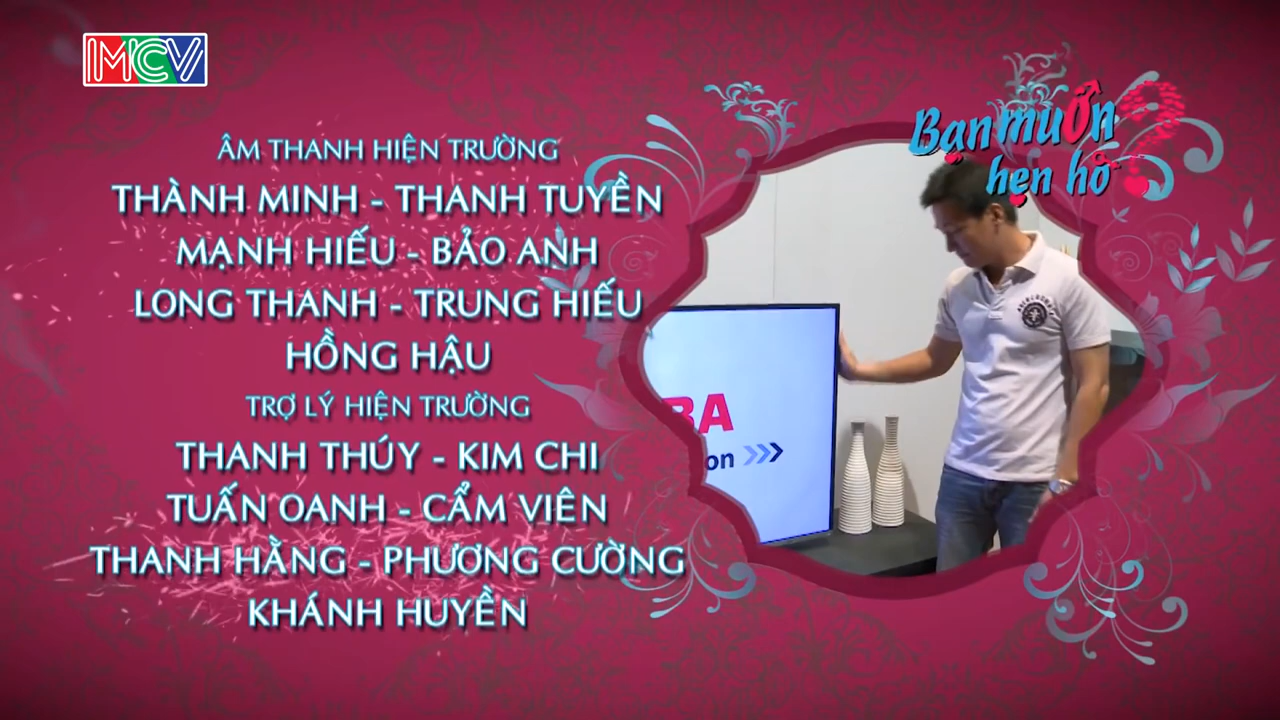 MCV
Bạn muốn
hẹn hò ?
ÂM THANH HIỆN TRƯỜNG
THÀNH MINH - THANH TUYỀN
MẠNH HIẾU - BẢO ANH
LONG THANH - TRUNG HIẾU
HỒNG HẬU
TRỢ LÝ HIỆN TRƯỜNG
THANH THÚY - KIM CHI
TUẤN OANH - CẨM VIÊN
THANH HẰNG - PHƯƠNG CƯỜNG
KHÁNH HUYỀN
BA
on >>>